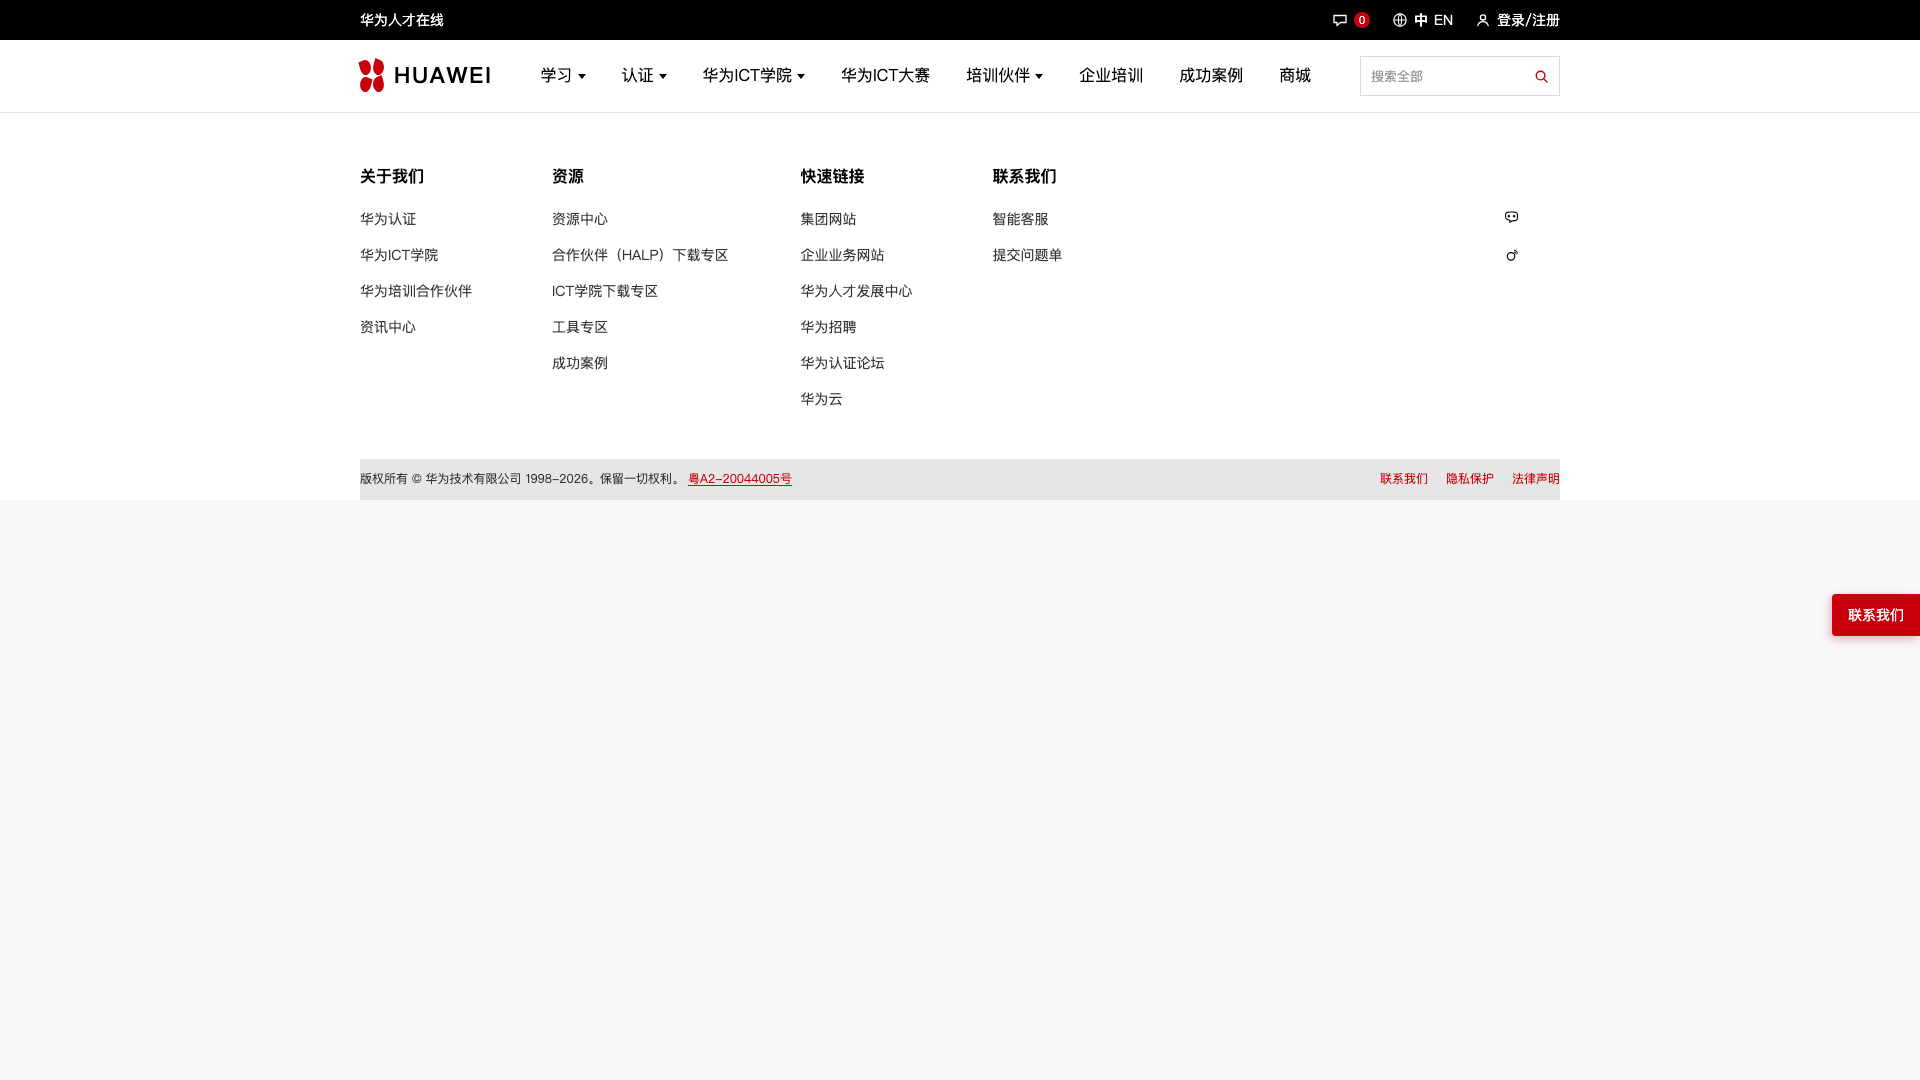 华为人才在线
0 中 EN 登录/注册
HUAWEI 学习 认证 华为ICT学院 华为ICT大赛 培训伙伴 企业培训 成功案例 商城 搜索全部
关于我们
华为认证
华为ICT学院
华为培训合作伙伴
资讯中心
资源
资源中心
合作伙伴（HALP）下载专区
ICT学院下载专区
工具专区
成功案例
快速链接
集团网站
企业业务网站
华为人才发展中心
华为招聘
华为认证论坛
华为云
联系我们
智能客服
提交问题单
版权所有 © 华为技术有限公司 1998-2026。保留一切权利。 粤A2-20044005号
联系我们 隐私保护 法律声明
联系我们